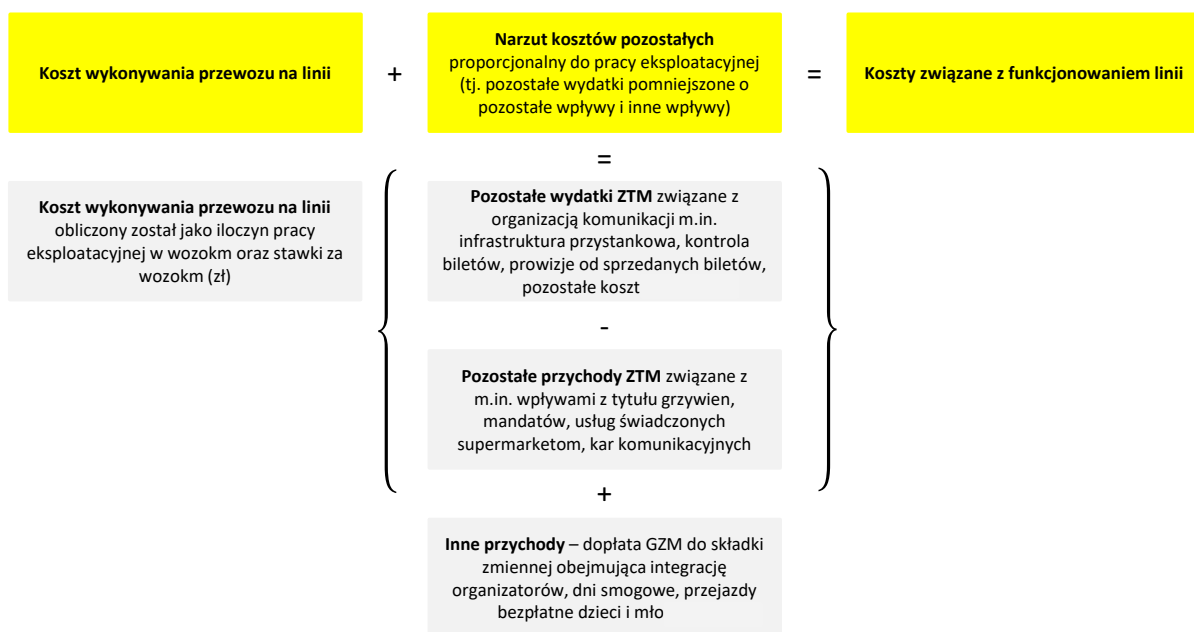 Koszt wykonywania przewozu na linii
+
Narzut kosztów pozostałych
proporcjonalny do pracy eksploatacyjnej
(tj. pozostałe wydatki pomniejszone o
pozostałe wpływy i inne wpływy)
=
Koszty związane z funkcjonowaniem linii
=
Koszt wykonywania przewozu na linii
obliczony został jako iloczyn pracy
eksploatacyjnej w wozokm oraz stawki za
wozokm (zł)
Pozostałe wydatki ZTM związane z
organizacją komunikacji m.in.
infrastruktura przystankowa, kontrola
biletów, prowizje od sprzedanych biletów,
pozostałe koszt
-
Pozostałe przychody ZTM związane z
m.in. wpływami z tytułu grzywien,
mandatów, usług świadczonych
supermarketom, kar komunikacyjnych
+
Inne przychody – dopłata GZM do składki
zmiennej obejmująca integrację
organizatorów, dni smogowe, przejazdy
bezpłatne dzieci i mło